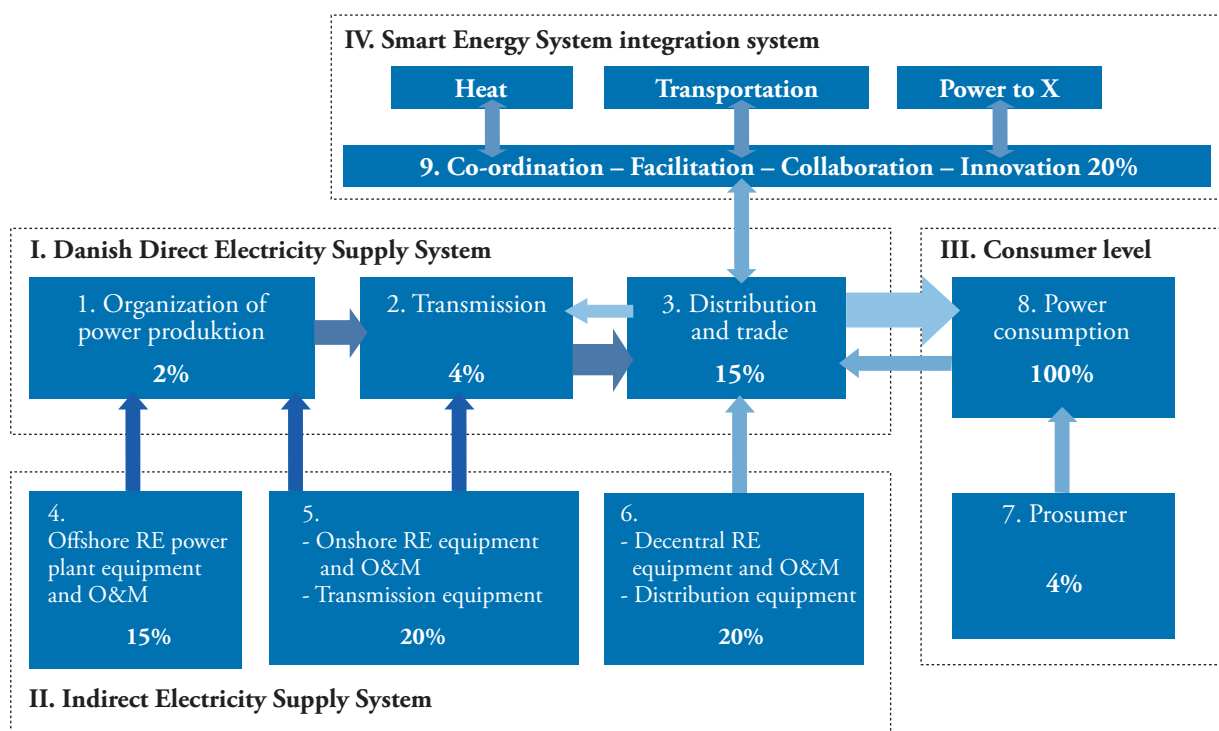 IV. Smart Energy System integration system
Heat
Transportation
Power to X
9. Co-ordination – Facilitation – Collaboration – Innovation 20%
I. Danish Direct Electricity Supply System
1. Organization of
power produktion
2%
2. Transmission
4%
3. Distribution
and trade
15%
III. Consumer level
8. Power
consumption
100%
4.
Offshore RE power
plant equipment
and O&M
15%
5.
- Onshore RE equipment
and O&M
- Transmission equipment
20%
6.
- Decentral RE
equipment and O&M
- Distribution equipment
20%
7. Prosumer
4%
II. Indirect Electricity Supply System